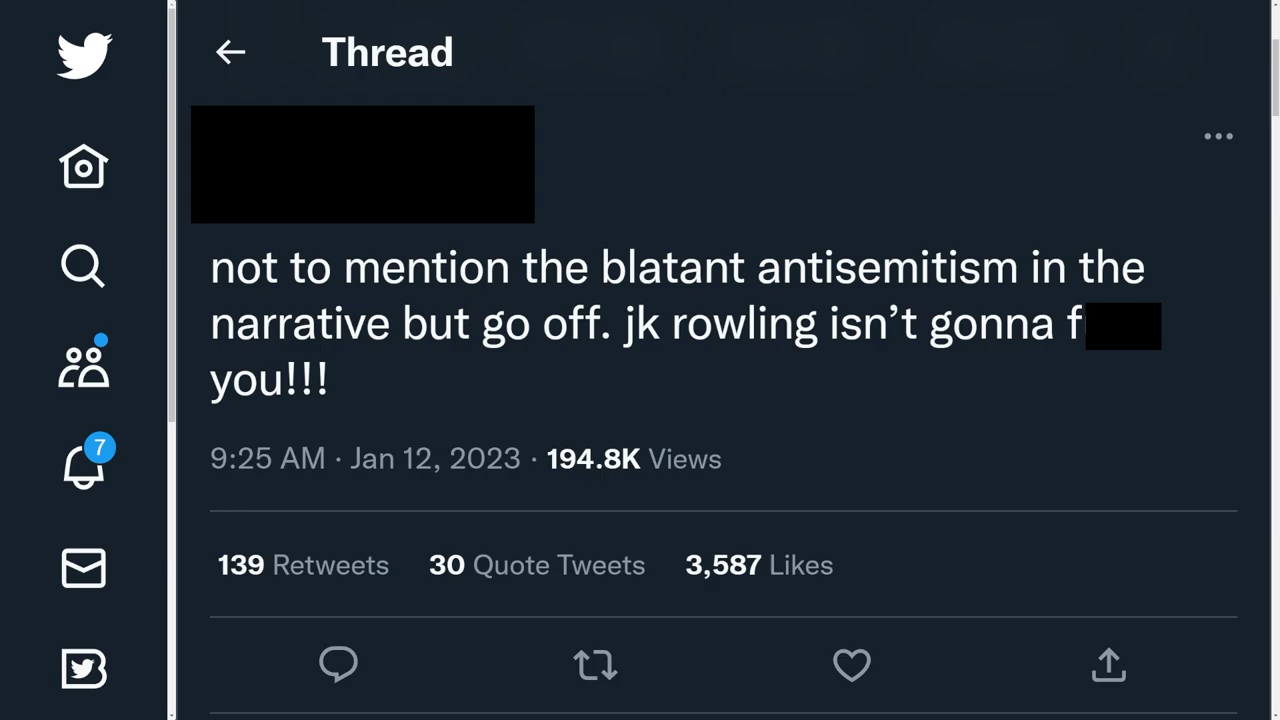 Thread
not to mention the blatant antisemitism in the
narrative but go off. jk rowling isn’t gonna f
you!!!
9:25 AM · Jan 12, 2023 · 194.8K Views
7
139 Retweets 30 Quote Tweets 3,587 Likes